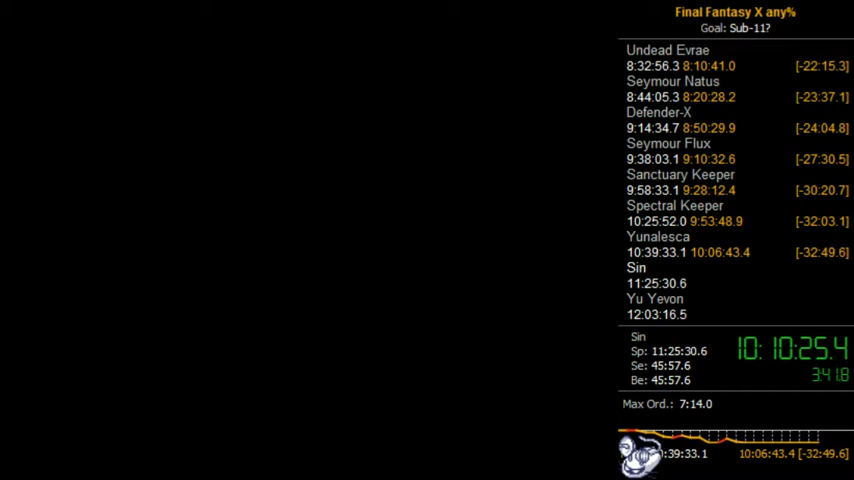 Final Fantasy X any%
Goal: Sub-11?
Undead Evrae
8:32:56.3 8:10:41.0 [-22:15.3]
Seymour Natus
8:44:05.3 8:20:28.2 [-23:37.1]
Defender-X
9:14:34.7 8:50:29.9 [-24:04.8]
Seymour Flux
9:38:03.1 9:10:32.6 [-27:30.5]
Sanctuary Keeper
9:58:33.1 9:28:12.4 [-30:20.7]
Spectral Keeper
10:25:52.0 9:53:48.9 [-32:03.1]
Yunalesca
10:39:33.1 10:06:43.4 [-32:49.6]
Sin
11:25:30.6
Yu Yevon
12:03:16.5
Sin
Sp: 11:25:30.6 10:10:25.4
Se: 45:57.6 3:41.8
Be: 45:57.6
Max Ord.: 7:14.0
:39:33.1 10:06:43.4 [-32:49.6]